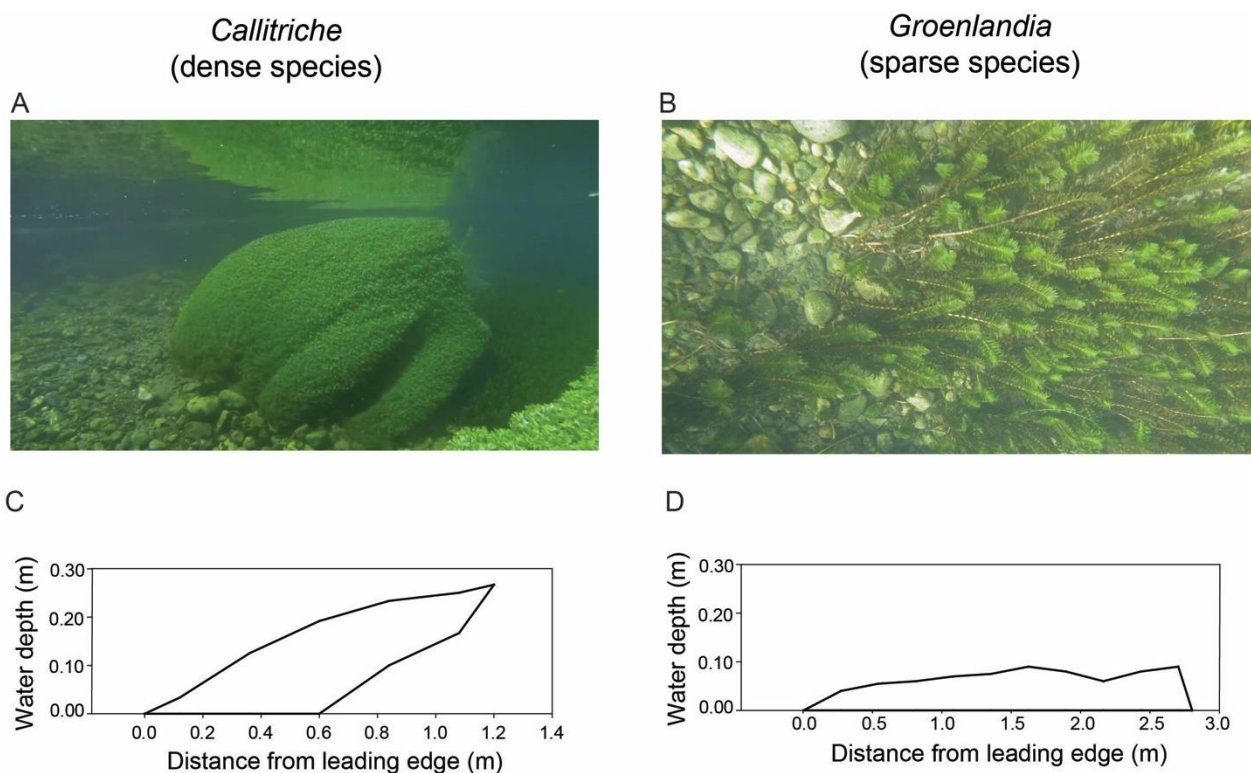 Callitriche
(dense species)
Groenlandia
(sparse species)
A
B
C
D
Water depth (m)
0.30
0.20
0.10
0.00
0.0 0.2 0.4 0.6 0.8 1.0 1.2 1.4
Distance from leading edge (m)
Water depth (m)
0.30
0.20
0.10
0.00
0.0 0.5 1.0 1.5 2.0 2.5 3.0
Distance from leading edge (m)